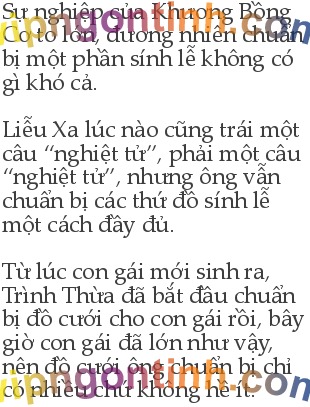 Sự nghiệp của Khương Bồng
Cơ to lớn, đương nhiên chuẩn
bị một phần sính lễ không có
gì khó cả.
Liễu Xa lúc nào cũng trái một
câu “nghiệt tử”, phải một câu
“nghiệt tử”, nhưng ông vẫn
chuẩn bị các thứ đồ sính lễ
một cách đầy đủ.
Từ lúc con gái mới sinh ra,
Trình Thừa đã bắt đầu chuẩn
bị đồ cưới cho con gái rồi, bây
giờ con gái đã lớn như vậy,
nên đồ cưới ông chuẩn bị chỉ
có nhiều chứ không hề ít.
vipngontinh.com
vipngontinh.com